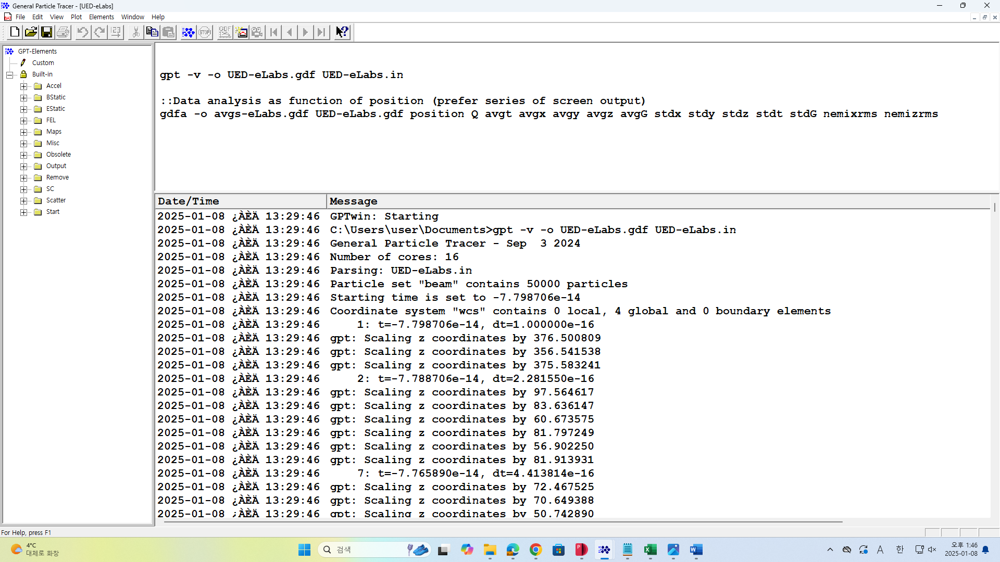 General Particle Tracer - [UED-eLabs]
File Edit View Plot Elements Window Help
GPT-Elements
Custom
Built-in
Accel
BStatic
EStatic
FEL
Maps
Misc
Obsolete
Output
Remove
SC
Scatter
Start
gpt -v -o UED-eLabs.gdf UED-eLabs.in
::Data analysis as function of position (prefer series of screen output)
gdfa -o avgs-eLabs.gdf UED-eLabs.gdf position Q avgt avgx avgy avgz avgG stdx stdy stdz stdt stdG nemixrms nemizrms
Date/Time Message
2025-01-08 ¿ÀÈÄ 13:29:46 GPTwin: Starting
2025-01-08 ¿ÀÈÄ 13:29:46 C:\Users\user\Documents>gpt -v -o UED-eLabs.gdf UED-eLabs.in
2025-01-08 ¿ÀÈÄ 13:29:46 General Particle Tracer - Sep  3 2024
2025-01-08 ¿ÀÈÄ 13:29:46 Number of cores: 16
2025-01-08 ¿ÀÈÄ 13:29:46 Parsing: UED-eLabs.in
2025-01-08 ¿ÀÈÄ 13:29:46 Particle set "beam" contains 50000 particles
2025-01-08 ¿ÀÈÄ 13:29:46 Starting time is set to -7.798706e-14
2025-01-08 ¿ÀÈÄ 13:29:46 Coordinate system "wcs" contains 0 local, 4 global and 0 boundary elements
2025-01-08 ¿ÀÈÄ 13:29:46 1: t=-7.798706e-14, dt=1.000000e-16
2025-01-08 ¿ÀÈÄ 13:29:46 gpt: Scaling z coordinates by 376.500809
2025-01-08 ¿ÀÈÄ 13:29:46 gpt: Scaling z coordinates by 356.541538
2025-01-08 ¿ÀÈÄ 13:29:46 gpt: Scaling z coordinates by 375.583241
2025-01-08 ¿ÀÈÄ 13:29:46 2: t=-7.788706e-14, dt=2.281550e-16
2025-01-08 ¿ÀÈÄ 13:29:46 gpt: Scaling z coordinates by 97.564617
2025-01-08 ¿ÀÈÄ 13:29:46 gpt: Scaling z coordinates by 83.636147
2025-01-08 ¿ÀÈÄ 13:29:46 gpt: Scaling z coordinates by 60.673575
2025-01-08 ¿ÀÈÄ 13:29:46 gpt: Scaling z coordinates by 81.797249
2025-01-08 ¿ÀÈÄ 13:29:46 gpt: Scaling z coordinates by 56.902250
2025-01-08 ¿ÀÈÄ 13:29:46 gpt: Scaling z coordinates by 81.913931
2025-01-08 ¿ÀÈÄ 13:29:46 7: t=-7.765890e-14, dt=4.413814e-16
2025-01-08 ¿ÀÈÄ 13:29:46 gpt: Scaling z coordinates by 72.467525
2025-01-08 ¿ÀÈÄ 13:29:46 gpt: Scaling z coordinates by 70.649388
2025-01-08 ¿ÀÈÄ 13:29:46 gpt: Scaling z coordinates by 50.742890
For Help, press F1
4°C
대체로 화창
검색
A 한
오후 1:46
2025-01-08